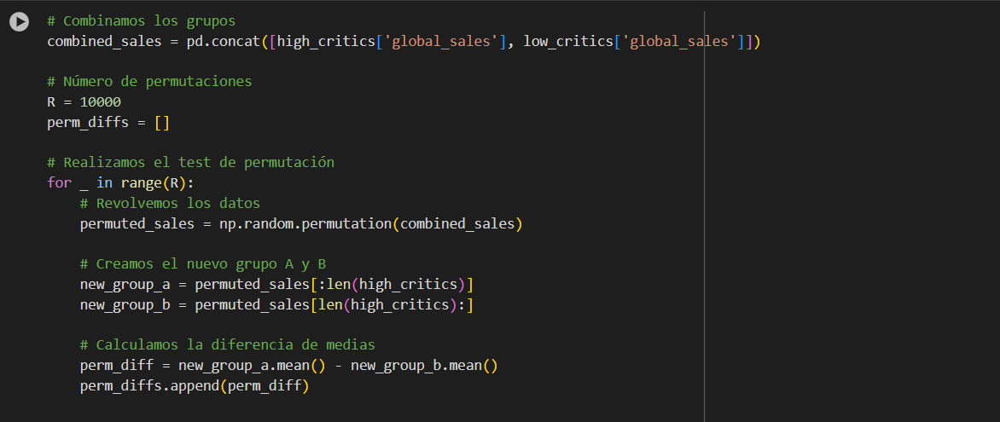 # Combinamos los grupos
combined_sales = pd.concat([high_critics['global_sales'], low_critics['global_sales']])
# Número de permutaciones
R = 10000
perm_diffs = []
# Realizamos el test de permutación
for _ in range(R):
    # Revolvemos los datos
    permuted_sales = np.random.permutation(combined_sales)
    # Creamos el nuevo grupo A y B
    new_group_a = permuted_sales[:len(high_critics)]
    new_group_b = permuted_sales[len(high_critics):]
    # Calculamos la diferencia de medias
    perm_diff = new_group_a.mean() - new_group_b.mean()
    perm_diffs.append(perm_diff)